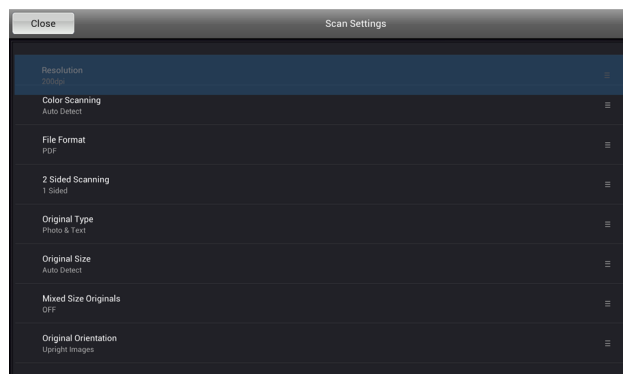 Close
Scan Settings
Resolution
200dpi
Color Scanning
Auto Detect
File Format
PDF
2 Sided Scanning
1 Sided
Original Type
Photo & Text
Original Size
Auto Detect
Mixed Size Originals
OFF
Original Orientation
Upright Images